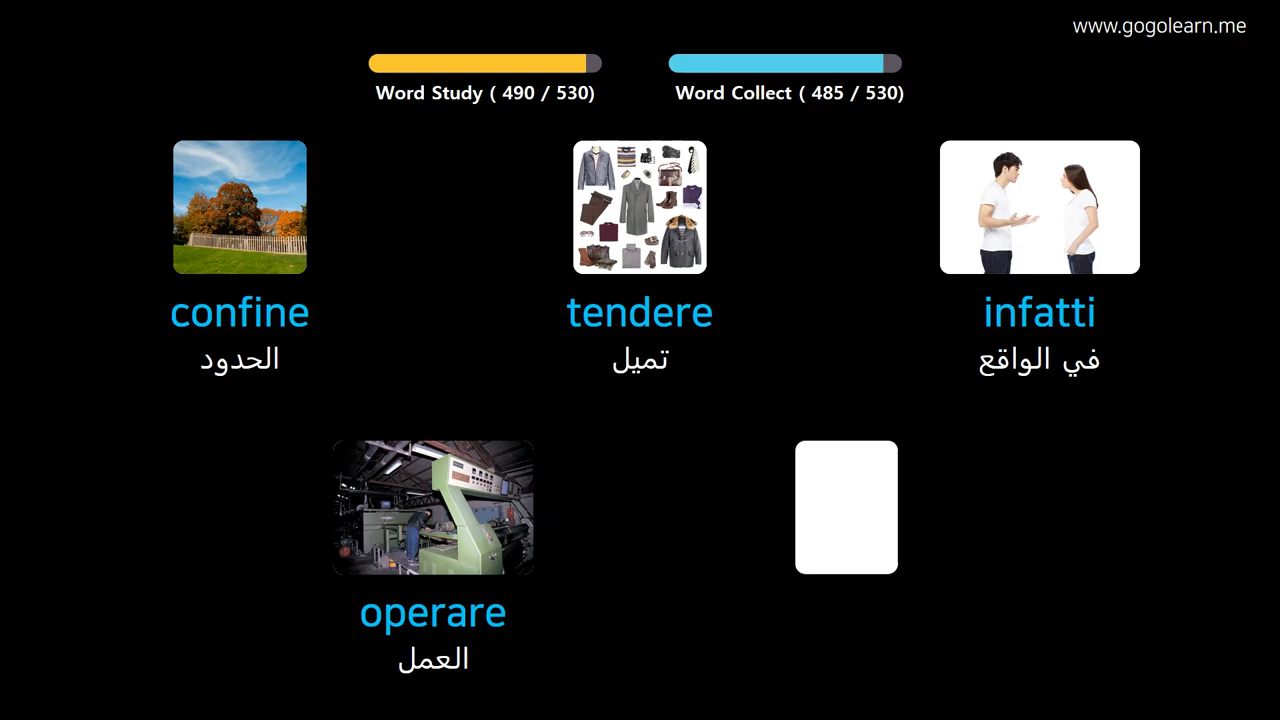 www.gogolearn.me
Word Study ( 490 / 530)
Word Collect ( 485 / 530)
confine
الحدود
tendere
تميل
infatti
في الواقع
operare
العمل